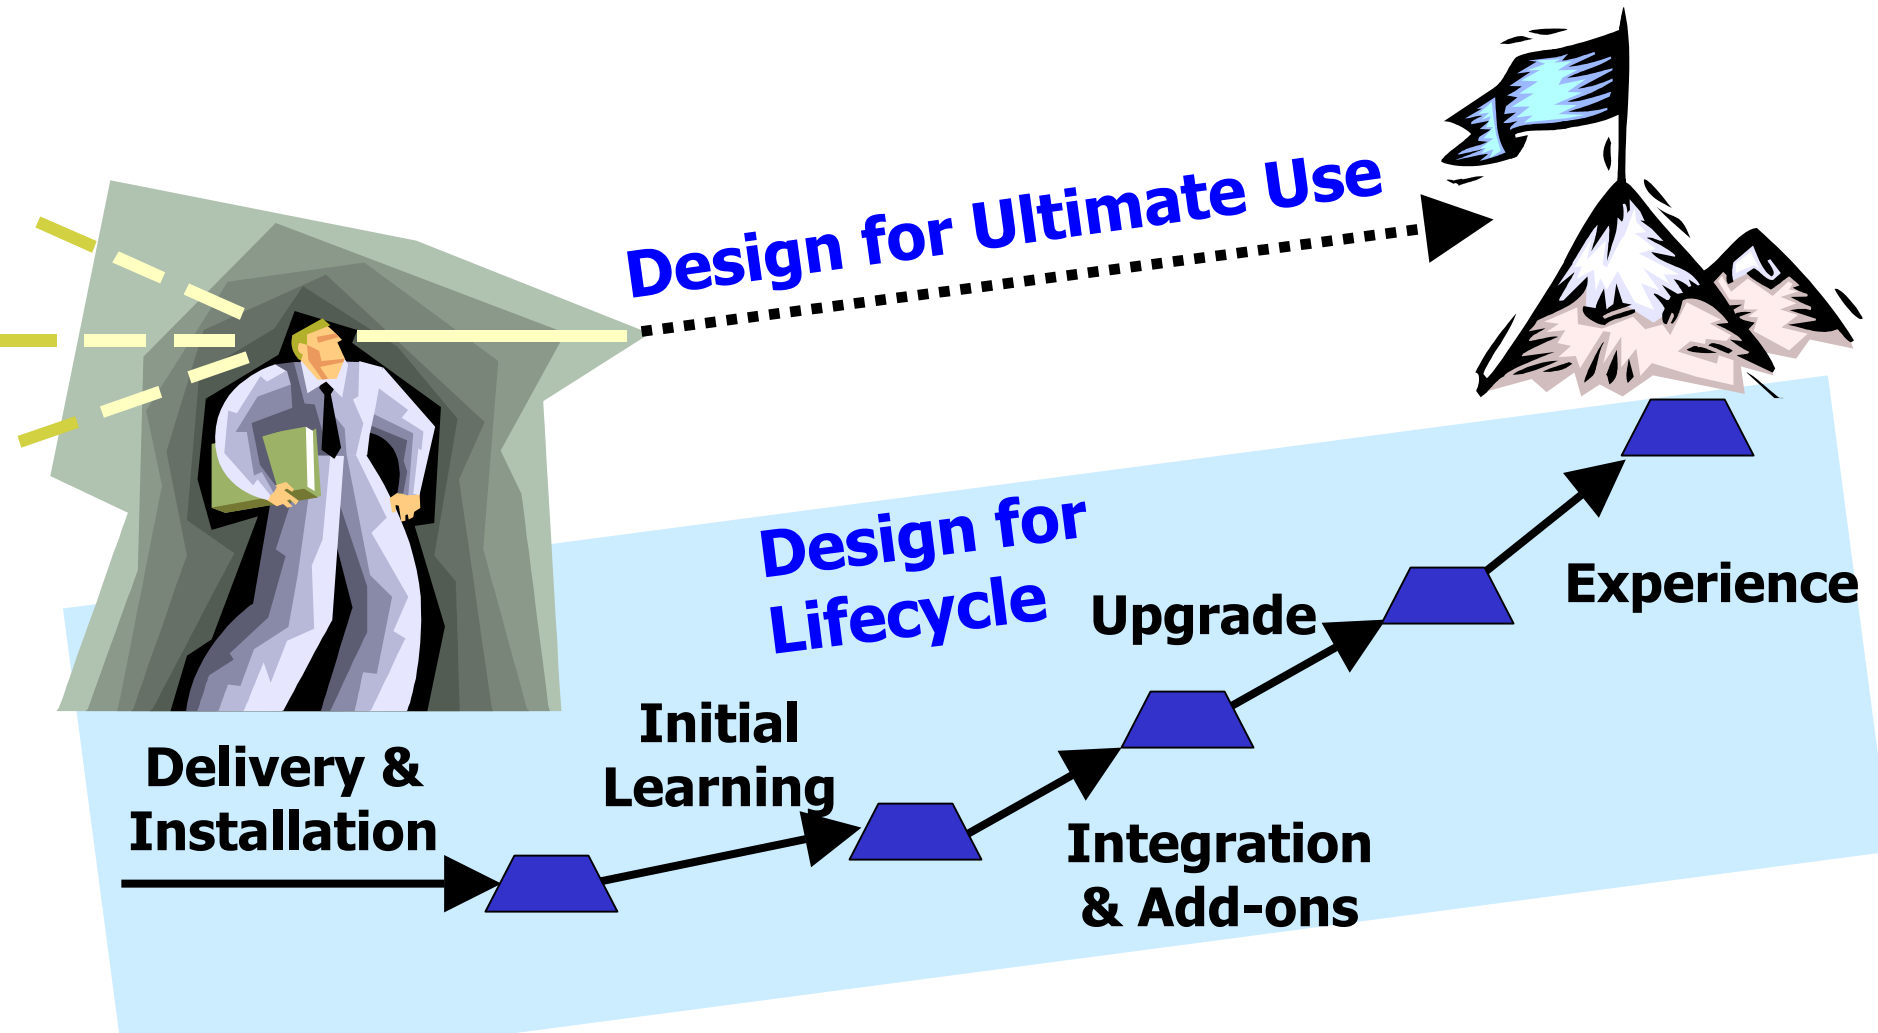 Design for Ultimate Use
Design for
Lifecycle
Delivery &
Installation
Initial
Learning
Integration
& Add-ons
Upgrade
Experience